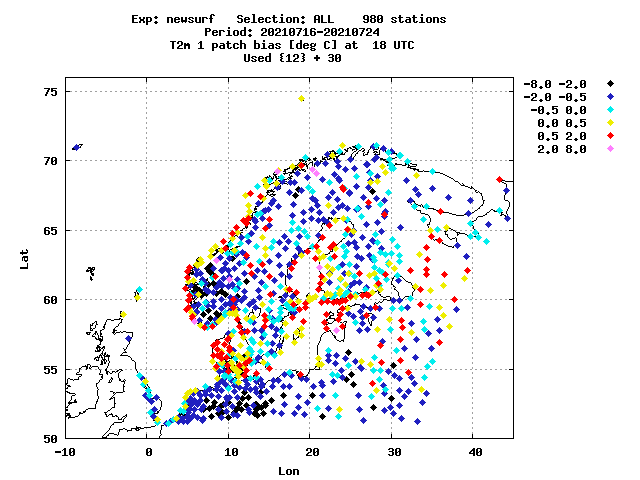 Exp: newsurf   Selection: ALL    980 stations
Period: 20210716-20210724
T2m 1 patch bias [deg C] at  18 UTC
Used {12} + 30
-8.0 -2.0
-2.0 -0.5
-0.5 0.0
0.0 0.5
0.5 2.0
2.0 8.0
75
70
65
60
55
50
Lat
-10 0 10 20 30 40
Lon